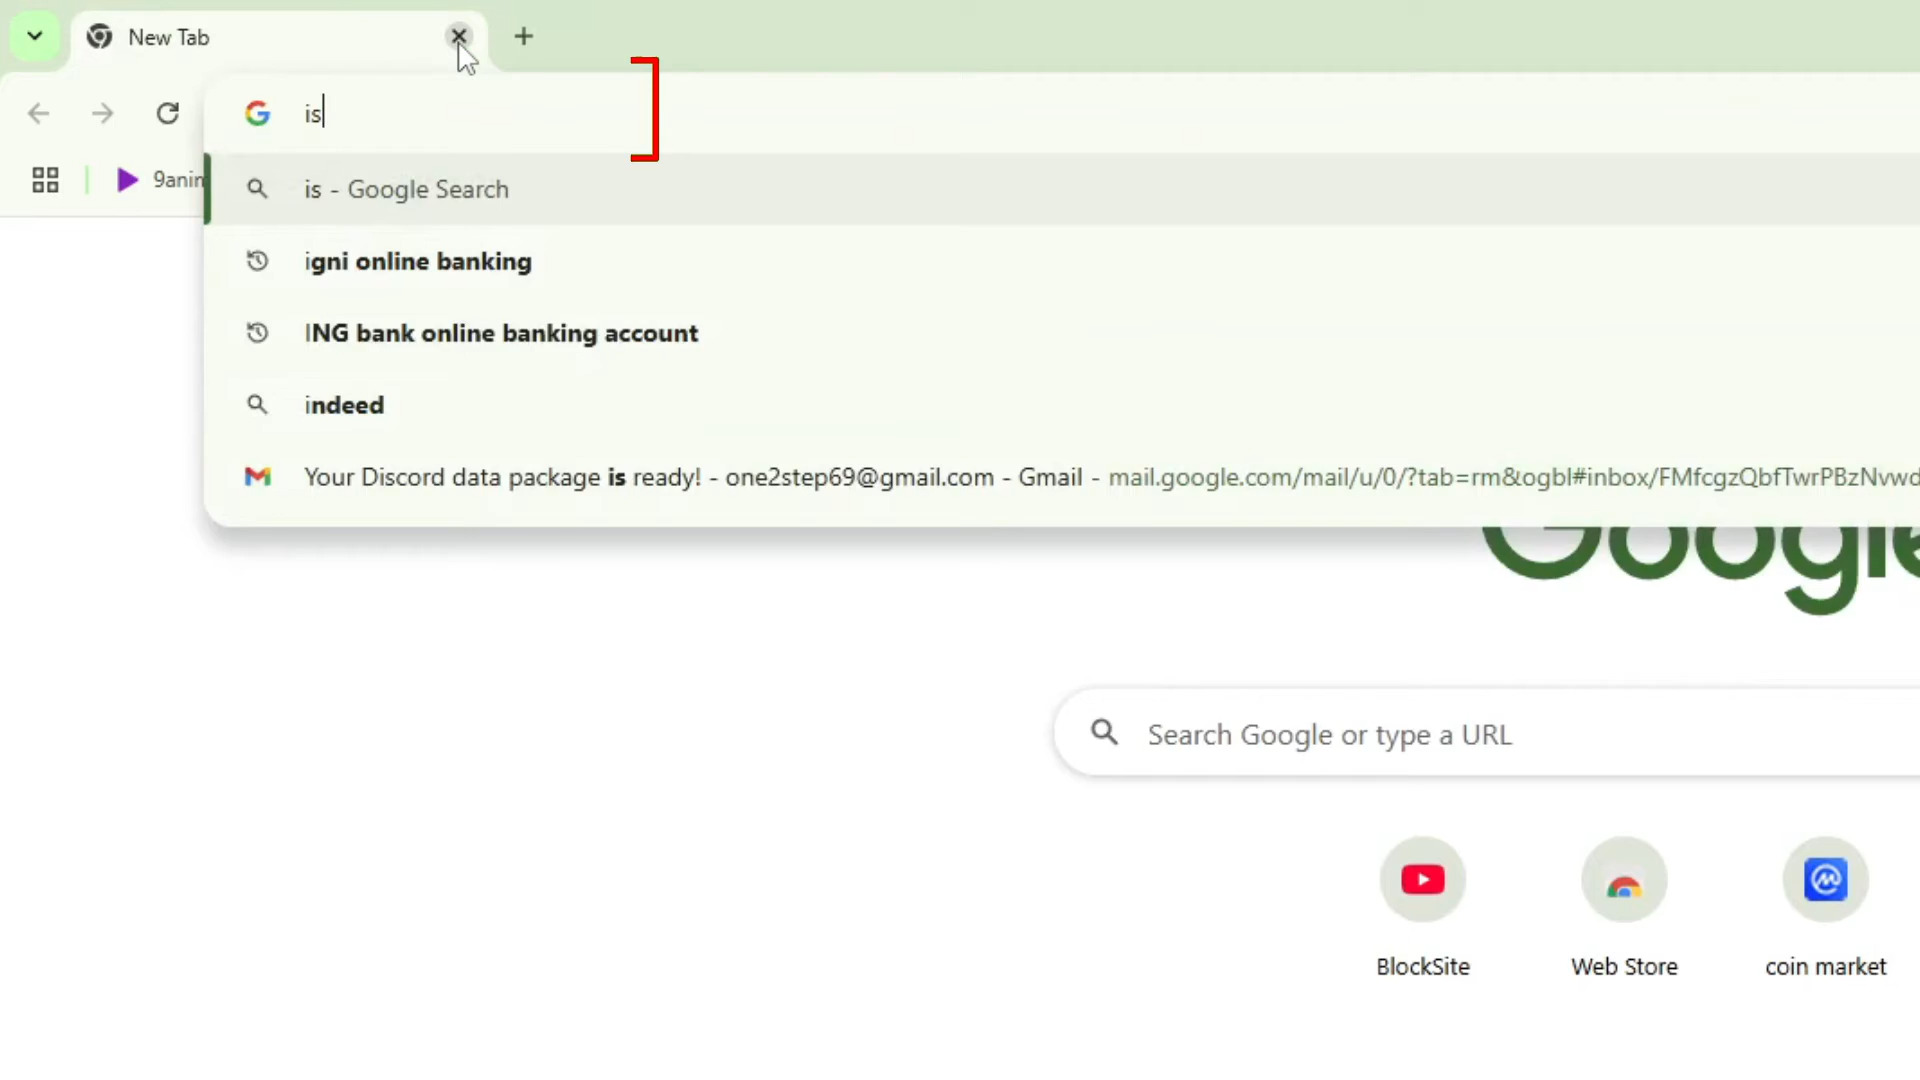 New Tab
is
9anim
is - Google Search
igni online banking
ING bank online banking account
indeed
Your Discord data package is ready! - one2step69@gmail.com - Gmail - mail.google.com/mail/u/0/?tab=rm&ogbl#inbox/FMfcgzQbfTwrPBzNvwd
Google
Search Google or type a URL
BlockSite
Web Store
coin market